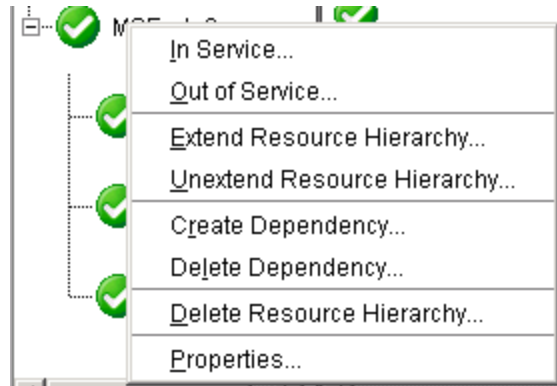 In Service...
Out of Service...
Extend Resource Hierarchy...
Unextend Resource Hierarchy...
Create Dependency...
Delete Dependency...
Delete Resource Hierarchy...
Properties...